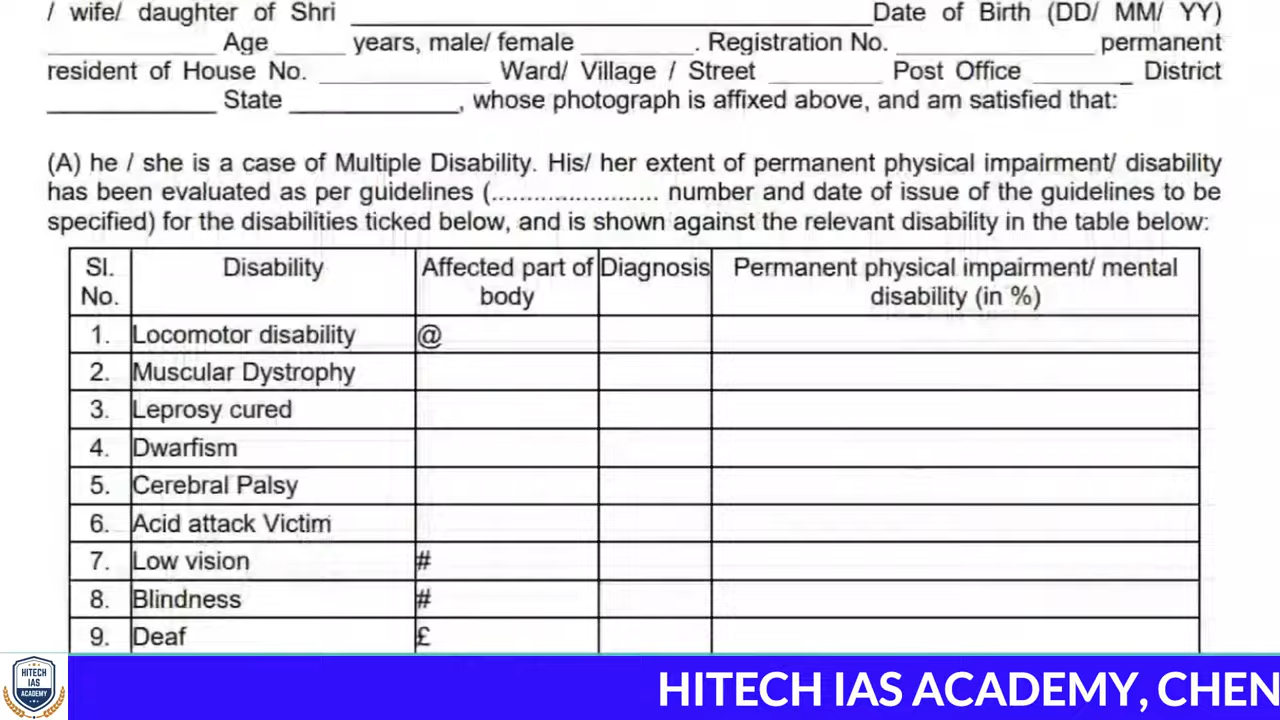 / wife/ daughter of Shri ______________________________________Date of Birth (DD/ MM/ YY)
____________ Age _____ years, male/ female ________. Registration No. ______________ permanent
resident of House No. ____________ Ward/ Village / Street ________ Post Office _______ District
____________ State ____________, whose photograph is affixed above, and am satisfied that:
(A) he / she is a case of Multiple Disability. His/ her extent of permanent physical impairment/ disability
has been evaluated as per guidelines (......................... number and date of issue of the guidelines to be
specified) for the disabilities ticked below, and is shown against the relevant disability in the table below:
Sl. No. Disability Affected part of body Diagnosis Permanent physical impairment/ mental disability (in %)
1. Locomotor disability @
2. Muscular Dystrophy
3. Leprosy cured
4. Dwarfism
5. Cerebral Palsy
6. Acid attack Victim
7. Low vision #
8. Blindness #
9. Deaf £
HITECH IAS ACADEMY
HITECH IAS ACADEMY, CHEN